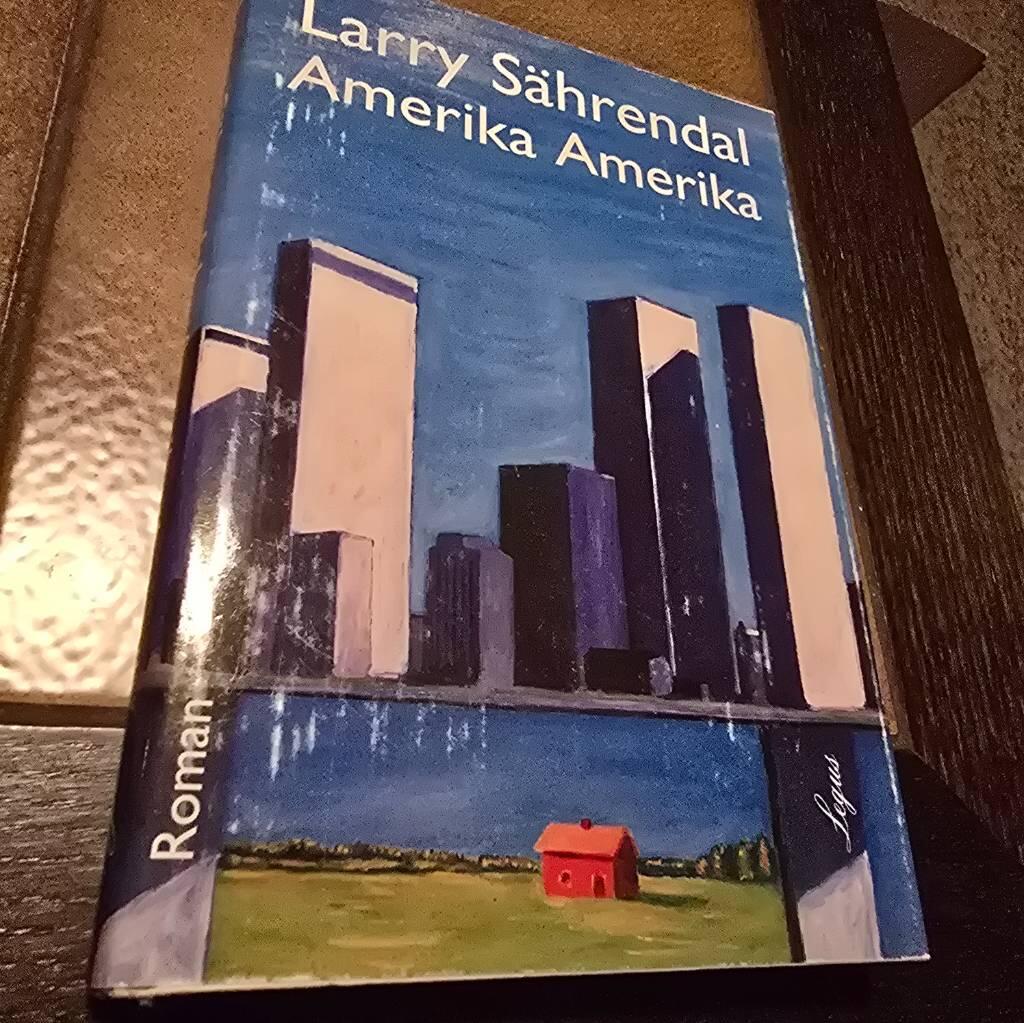 Larry Sährendal
Amerika Amerika
Roman
Legus